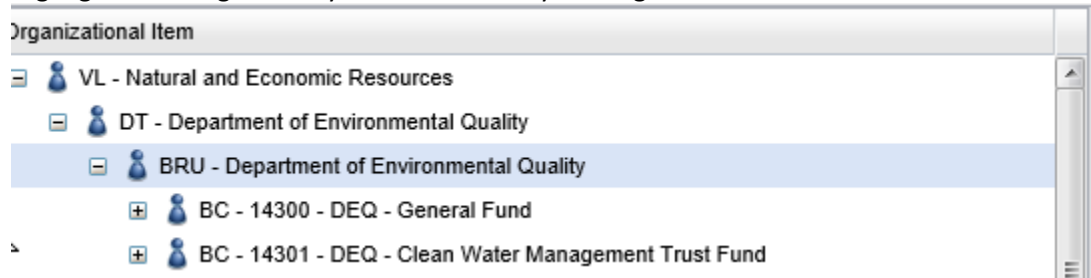 Organizational Item
VL - Natural and Economic Resources
DT - Department of Environmental Quality
BRU - Department of Environmental Quality
BC - 14300 - DEQ - General Fund
BC - 14301 - DEQ - Clean Water Management Trust Fund